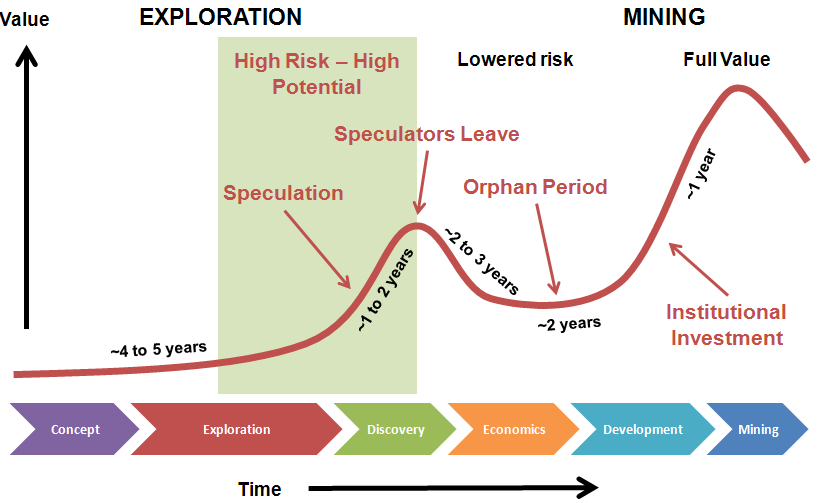 Value
EXPLORATION
MINING
High Risk – High
Potential
Lowered risk
Full Value
Speculators Leave
Speculation
Orphan Period
~1 year
~2 to 3 years
~1 to 2 years
Institutional
Investment
~2 years
~4 to 5 years
Concept
Exploration
Discovery
Economics
Development
Mining
Time